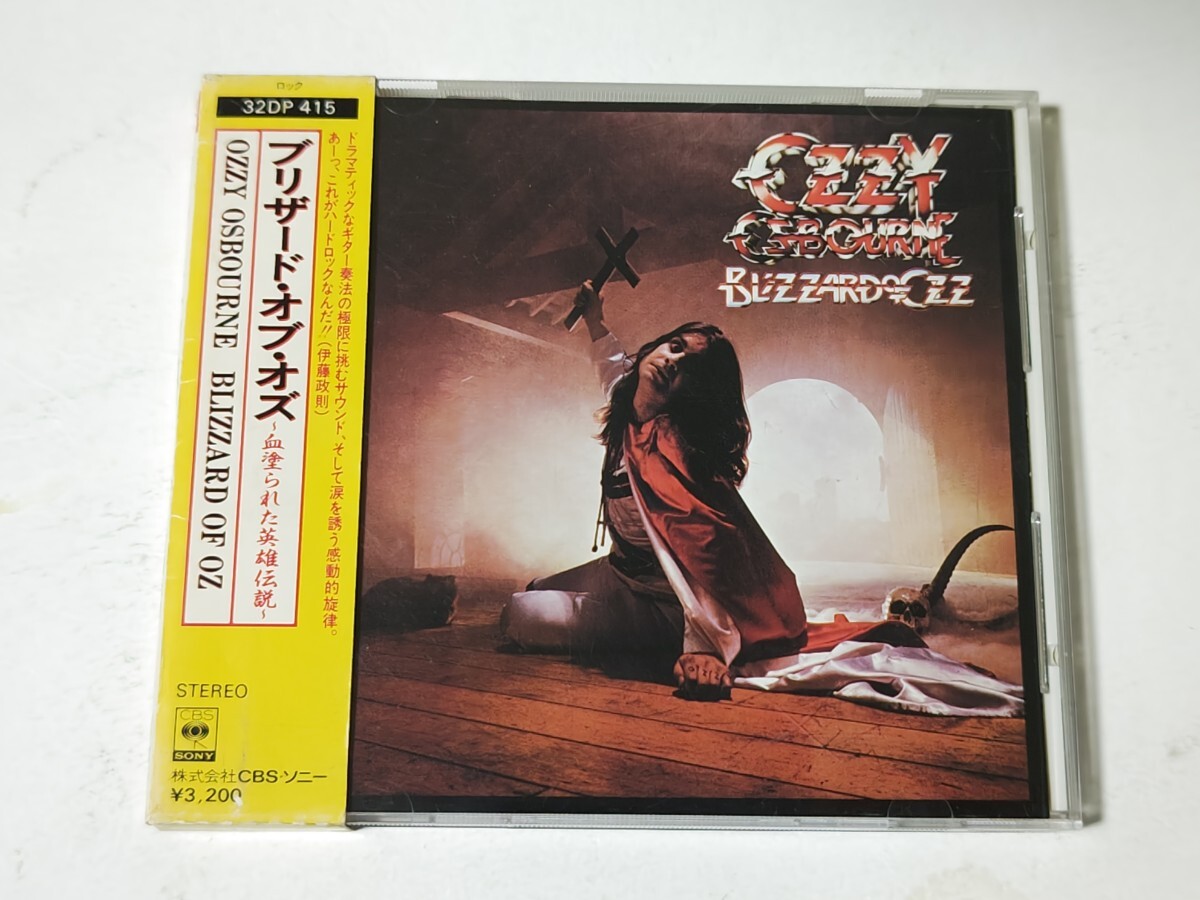 ロック
32DP 415
ドラマティックなギター奏法の極限に挑むサウンド、そして涙を誘う感動的旋律。
あーっ、これがハードロックなんだ!!(伊藤政則)
ブリザード・オブ・オズ
~血塗られた英雄伝説~
OZZY OSBOURNE BLIZZARD OF OZ
STEREO
CBS
SONY
株式会社CBS・ソニー
¥3,200
OZZY
OSBOURNE
BLIZZARD OF OZZ